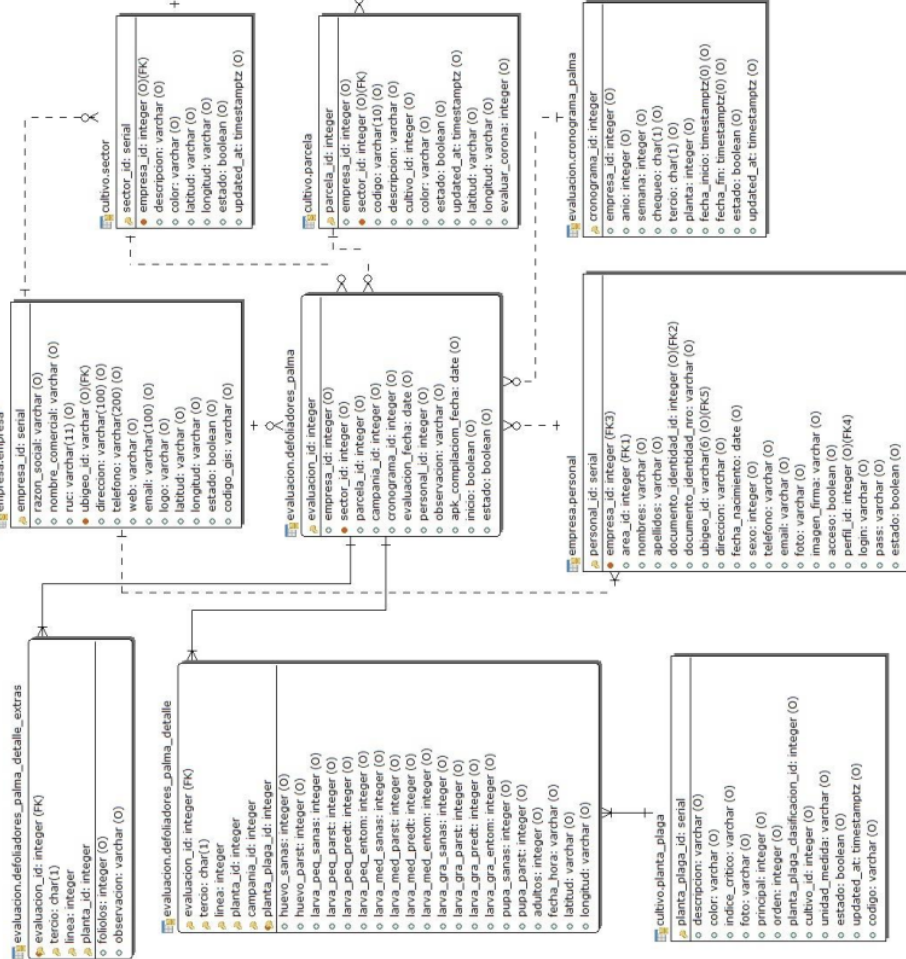 evaluacion.defoliadores_palma_detalle_extras
evaluacion_id: integer (FK)
tercio: char(1)
linea: integer
planta_id: integer
foliolos: integer (O)
observacion: varchar (O)
evaluacion.defoliadores_palma_detalle
evaluacion_id: integer (FK)
tercio: char(1)
linea: integer
planta_id: integer
campania_id: integer
planta_plaga_id: integer
huevo_sanas: integer (O)
huevo_parst: integer (O)
larva_peq_sanas: integer (O)
larva_peq_parst: integer (O)
larva_peq_predt: integer (O)
larva_peq_entom: integer (O)
larva_med_sanas: integer (O)
larva_med_parst: integer (O)
larva_med_predt: integer (O)
larva_med_entom: integer (O)
larva_gra_sanas: integer (O)
larva_gra_parst: integer (O)
larva_gra_predt: integer (O)
larva_gra_entom: integer (O)
pupa_sanas: integer (O)
pupa_parst: integer (O)
adultos: integer (O)
fecha_hora: varchar (O)
latitud: varchar (O)
longitud: varchar (O)
cultivo.planta_plaga
planta_plaga_id: serial
descripcion: varchar (O)
color: varchar (O)
indice_critico: varchar (O)
foto: varchar (O)
principal: integer (O)
orden: integer (O)
planta_plaga_clasificacion_id: integer (O)
cultivo_id: integer (O)
unidad_medida: varchar (O)
estado: boolean (O)
updated_at: timestamptz (O)
codigo: varchar (O)
empresa.empresa
empresa_id: serial
razon_social: varchar (O)
nombre_comercial: varchar (O)
ruc: varchar(11) (O)
ubigeo_id: varchar (O)(FK)
direccion: varchar(100) (O)
telefono: varchar(200) (O)
web: varchar (O)
email: varchar(100) (O)
logo: varchar (O)
latitud: varchar (O)
longitud: varchar (O)
estado: boolean (O)
codigo_gis: varchar (O)
evaluacion.defoliadores_palma
evaluacion_id: integer
empresa_id: integer (O)
sector_id: integer (O)
parcela_id: integer (O)
campania_id: integer (O)
cronograma_id: integer (O)
evaluacion_fecha: date (O)
personal_id: integer (O)
observacion: varchar (O)
apk_compilaciom_fecha: date (O)
inicio: boolean (O)
estado: boolean (O)
empresa.personal
personal_id: serial
empresa_id: integer (FK3)
area_id: integer (FK1)
nombres: varchar (O)
apellidos: varchar (O)
documento_identidad_id: integer (O)(FK2)
documento_identidad_nro: varchar (O)
ubigeo_id: varchar(6) (O)(FK5)
direccion: varchar (O)
fecha_nacimiento: date (O)
sexo: integer (O)
telefono: varchar (O)
email: varchar (O)
foto: varchar (O)
imagen_firma: varchar (O)
acceso: boolean (O)
perfil_id: integer (O)(FK4)
login: varchar (O)
pass: varchar (O)
estado: boolean (O)
cultivo.sector
sector_id: serial
empresa_id: integer (O)(FK)
descripcion: varchar (O)
color: varchar (O)
latitud: varchar (O)
longitud: varchar (O)
estado: boolean (O)
updated_at: timestamptz (O)
cultivo.parcela
parcela_id: integer
empresa_id: integer (O)
sector_id: integer (O)(FK)
codigo: varchar(10) (O)
descripcion: varchar (O)
cultivo_id: integer (O)
color: varchar (O)
estado: boolean (O)
updated_at: timestamptz (O)
latitud: varchar (O)
longitud: varchar (O)
evaluar_corona: integer (O)
evaluacion.cronograma_palma
cronograma_id: integer
empresa_id: integer (O)
anio: integer (O)
semana: integer (O)
chequeo: char(1) (O)
tercio: char(1) (O)
planta: integer (O)
fecha_inicio: timestamptz(0) (O)
fecha_fin: timestamptz(0) (O)
estado: boolean (O)
updated_at: timestamptz (O)